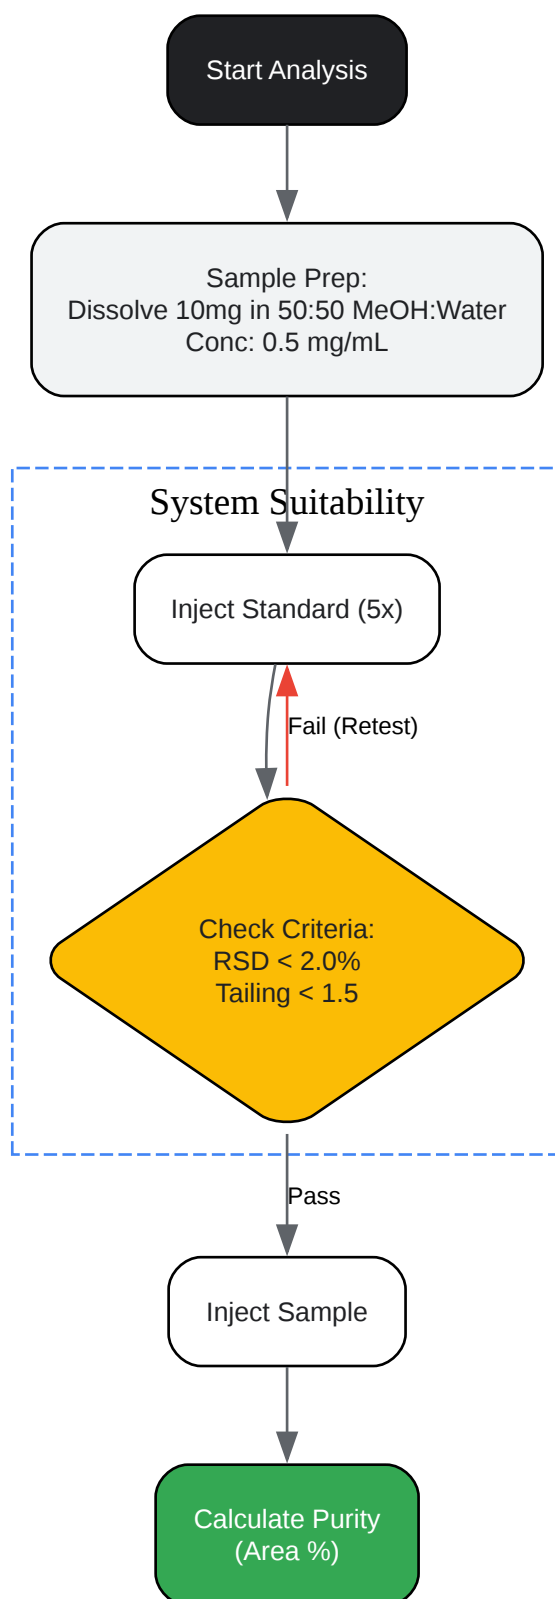 Start Analysis
Sample Prep:
Dissolve 10mg in 50:50 MeOH:Water
Conc: 0.5 mg/mL
System Suitability
Inject Standard (5x)
Fail (Retest)
Check Criteria:
RSD < 2.0%
Tailing < 1.5
Pass
Inject Sample
Calculate Purity
(Area %)